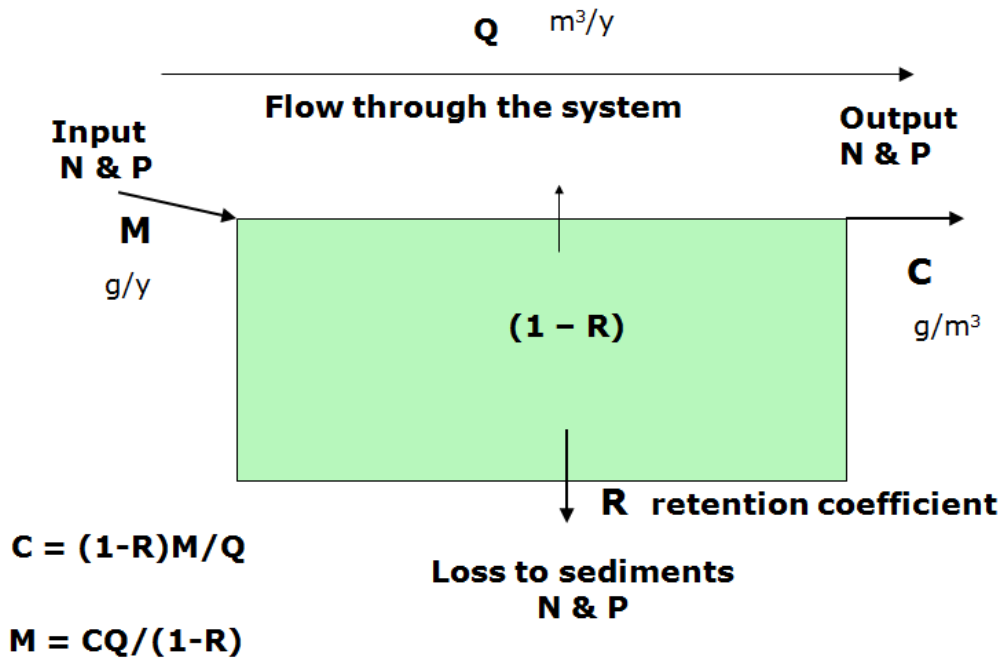 Q m³/y
Flow through the system
Input
N & P
Output
N & P
M
g/y
C
g/m³
(1 – R)
R retention coefficient
C = (1-R)M/Q
Loss to sediments
N & P
M = CQ/(1-R)